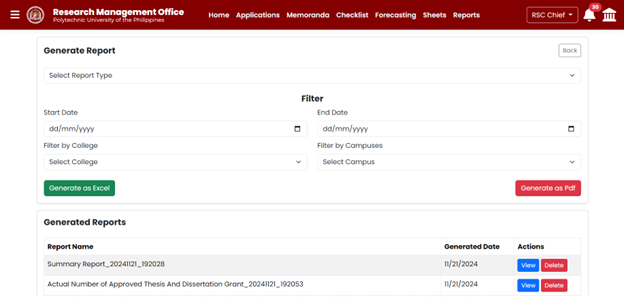 Research Management Office
Polytechnic University of the Philippines
Home Applications Memoranda Checklist Forecasting Sheets Reports
RSC Chief
30
Generate Report
Back
Select Report Type
Filter
Start Date End Date
dd/mm/yyyy dd/mm/yyyy
Filter by College Filter by Campuses
Select College Select Campus
Generate as Excel Generate as Pdf
Generated Reports
Report Name Generated Date Actions
Summary Report_20241121_192028 11/21/2024 View Delete
Actual Number of Approved Thesis And Dissertation Grant_20241121_192053 11/21/2024 View Delete